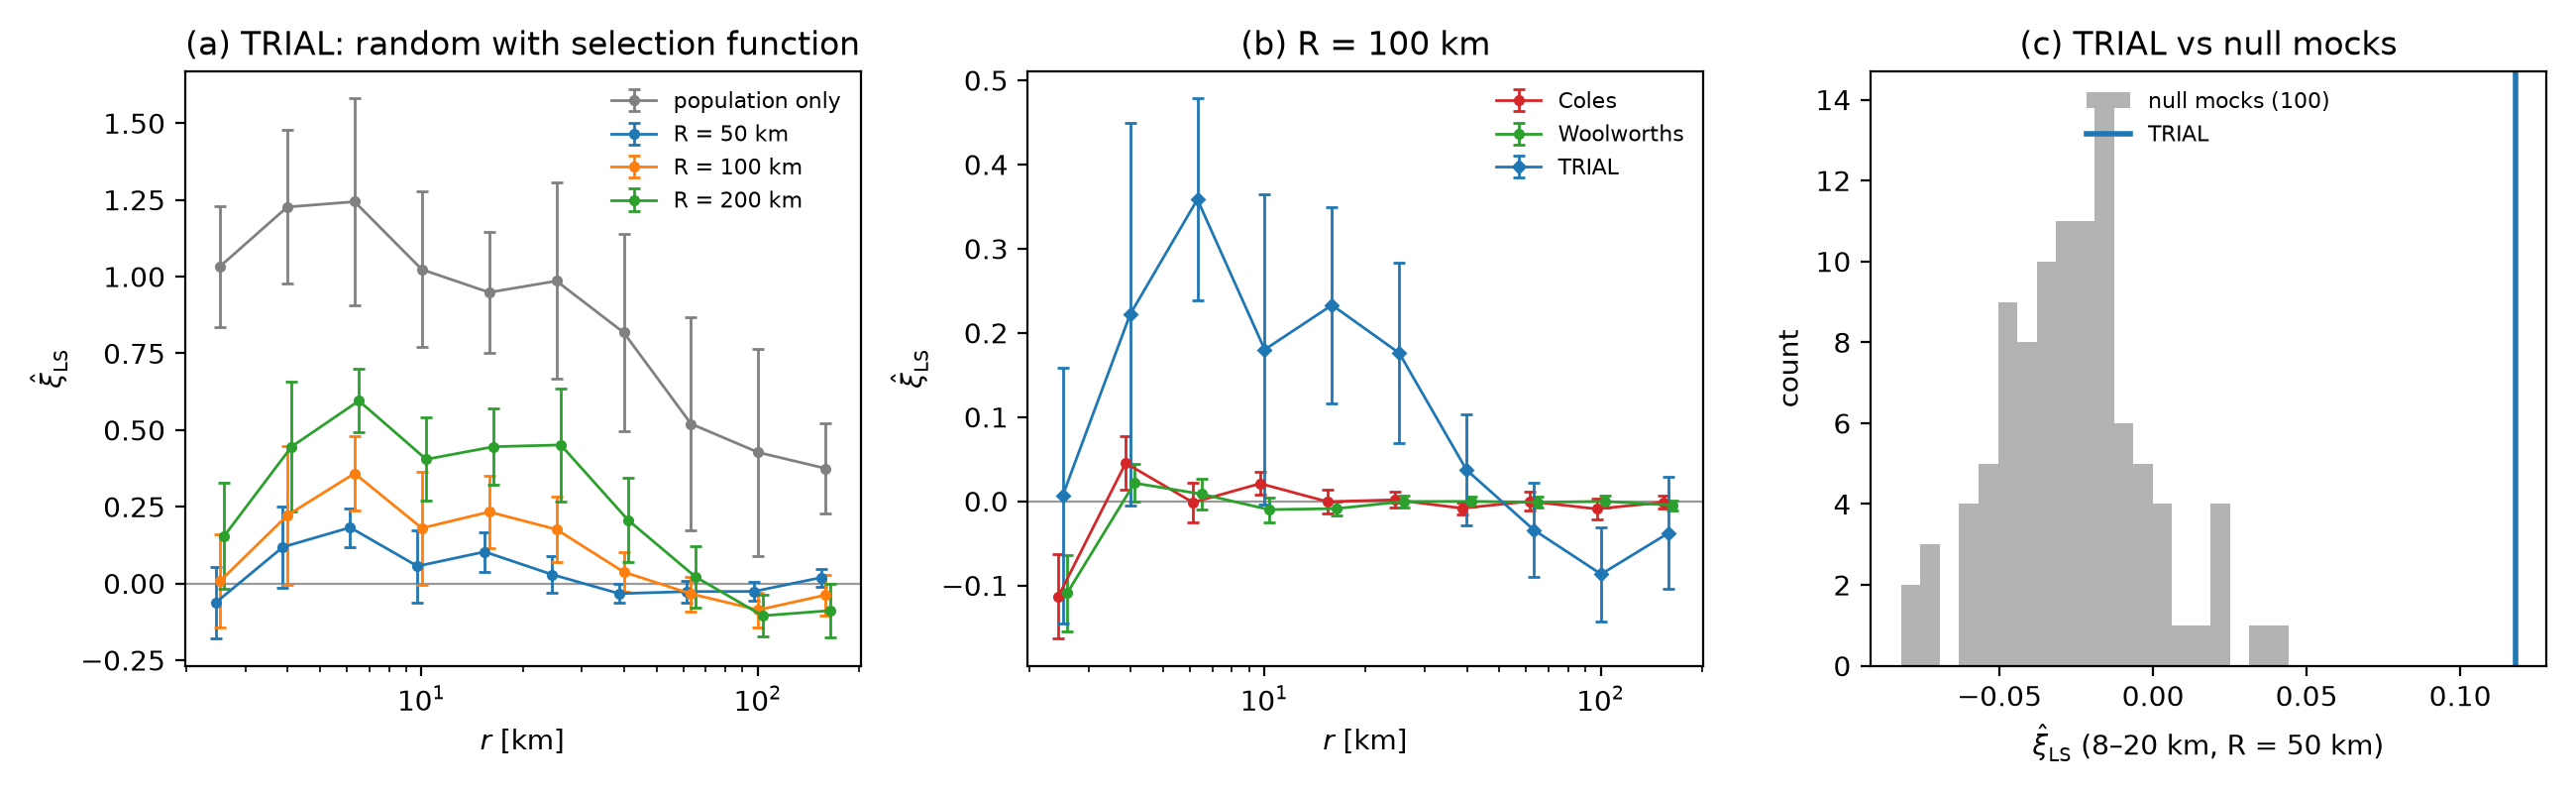 (a) TRIAL: random with selection function
population only
R = 50 km
R = 100 km
R = 200 km
1.50
1.25
1.00
0.75
0.50
0.25
0.00
−0.25
ξ̂_LS
10¹
10²
r [km]
(b) R = 100 km
Coles
Woolworths
TRIAL
0.5
0.4
0.3
0.2
0.1
0.0
−0.1
ξ̂_LS
10¹
10²
r [km]
(c) TRIAL vs null mocks
null mocks (100)
TRIAL
14
12
10
8
6
4
2
0
count
−0.05
0.00
0.05
0.10
ξ̂_LS (8–20 km, R = 50 km)